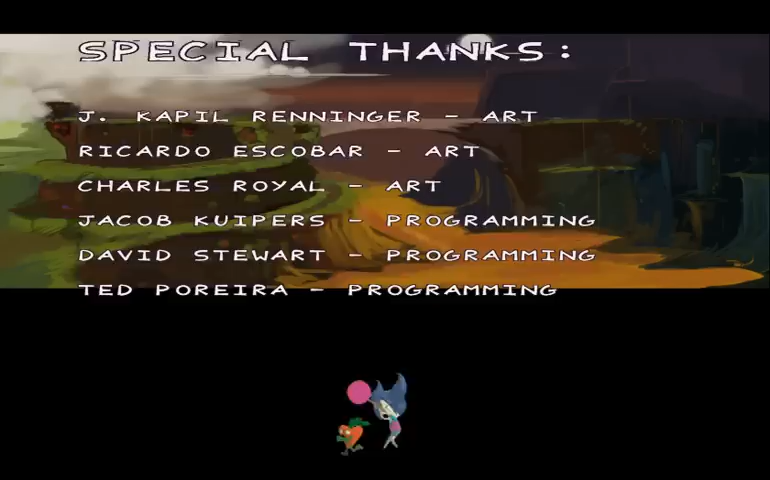 SPECIAL THANKS:
J. KAPIL RENNINGER - ART
RICARDO ESCOBAR - ART
CHARLES ROYAL - ART
JACOB KUIPERS - PROGRAMMING
DAVID STEWART - PROGRAMMING
TED POREIRA - PROGRAMMING